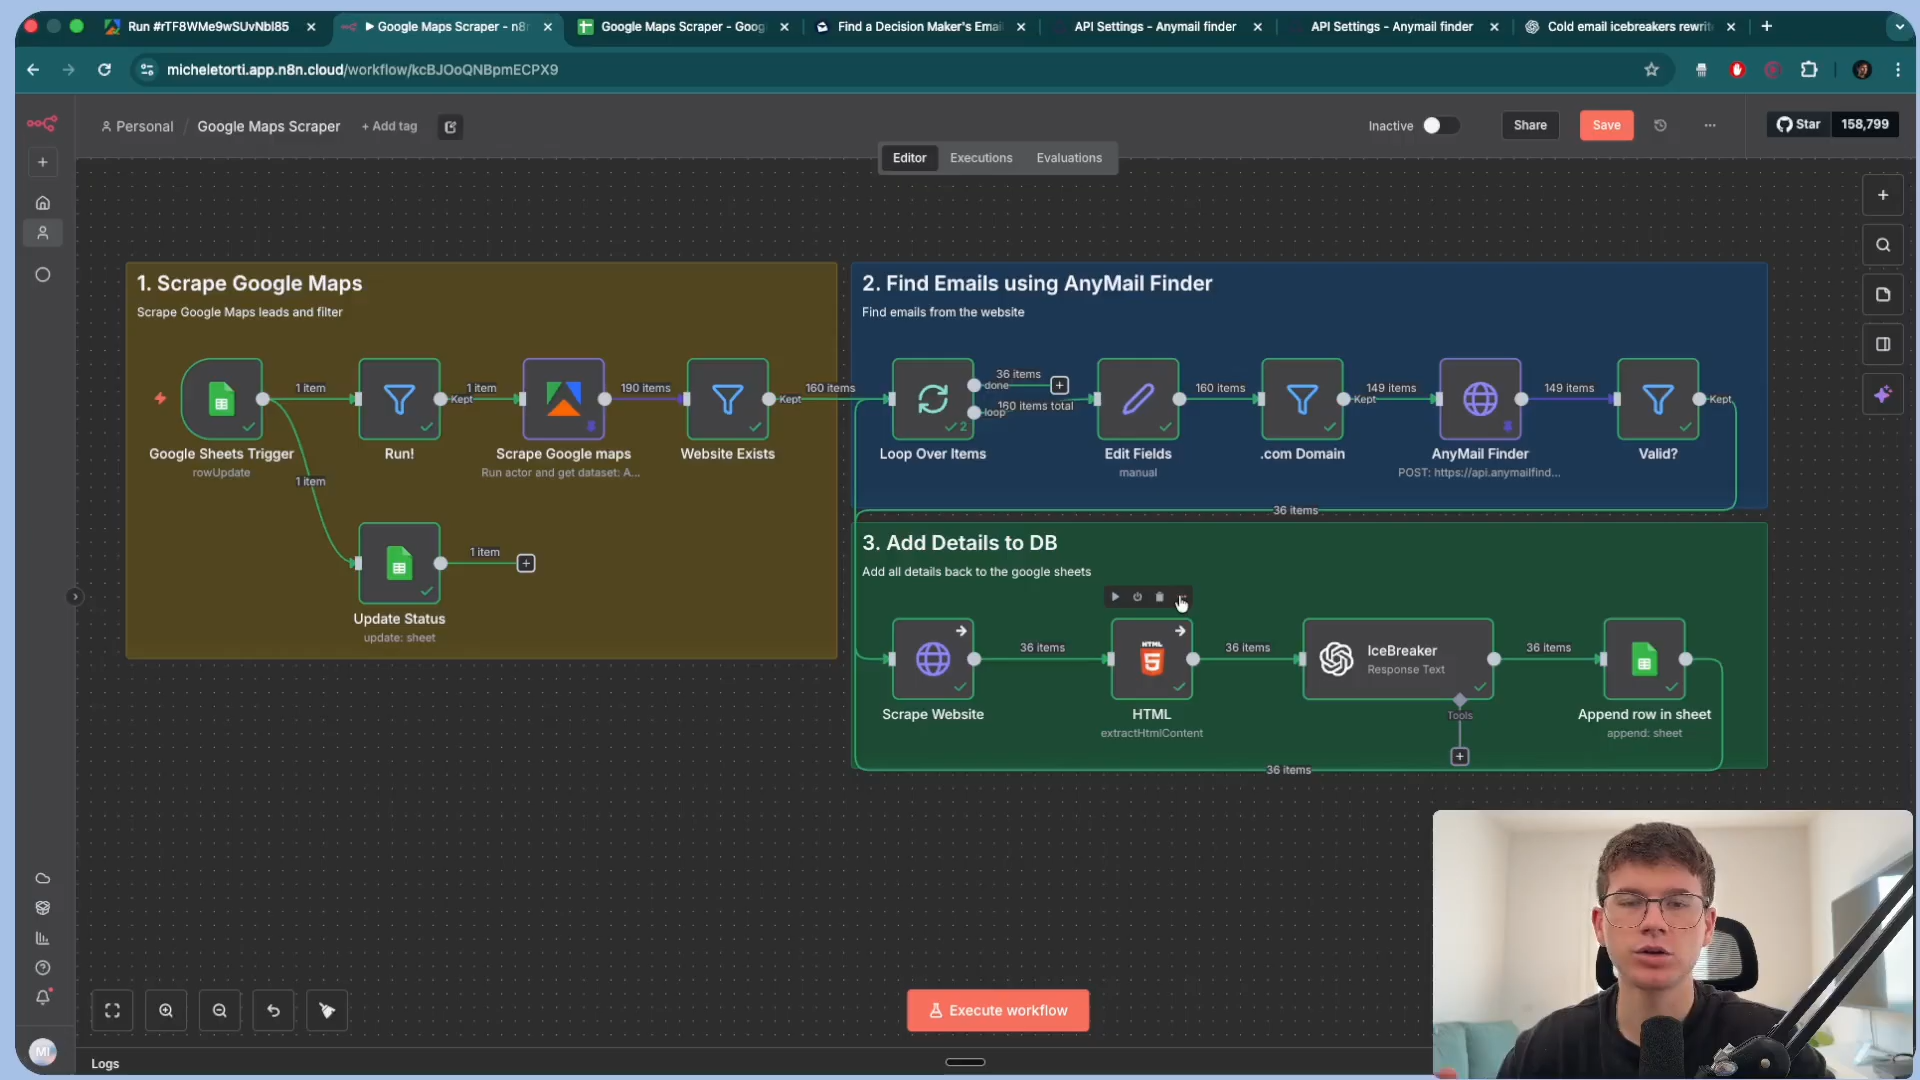 Run #rTF8WMe9wSUvNbl85
Google Maps Scraper - n8n
Google Maps Scraper - Goog
Find a Decision Maker's Emai
API Settings - Anymail finder
API Settings - Anymail finder
Cold email icebreakers rewrit
micheletorti.app.n8n.cloud/workflow/kcBJOoQNBpmECPX9
Personal / Google Maps Scraper + Add tag
Inactive
Share
Save
Star 158,799
Editor
Executions
Evaluations
1. Scrape Google Maps
Scrape Google Maps leads and filter
1 item
1 item
Kept
190 items
Kept
160 items
Google Sheets Trigger
rowUpdate
Run!
Scrape Google maps
Run actor and get dataset: A...
Website Exists
1 item
1 item
Update Status
update: sheet
2. Find Emails using AnyMail Finder
Find emails from the website
36 items
done
loop
160 items total
160 items
Kept
149 items
149 items
Kept
2
Loop Over Items
Edit Fields
manual
.com Domain
AnyMail Finder
POST: https://api.anymailfind...
Valid?
36 items
3. Add Details to DB
Add all details back to the google sheets
36 items
HTML
5
36 items
IceBreaker
Response Text
36 items
Scrape Website
HTML
extractHtmlContent
Tools
Append row in sheet
append: sheet
36 items
Execute workflow
MI
Logs